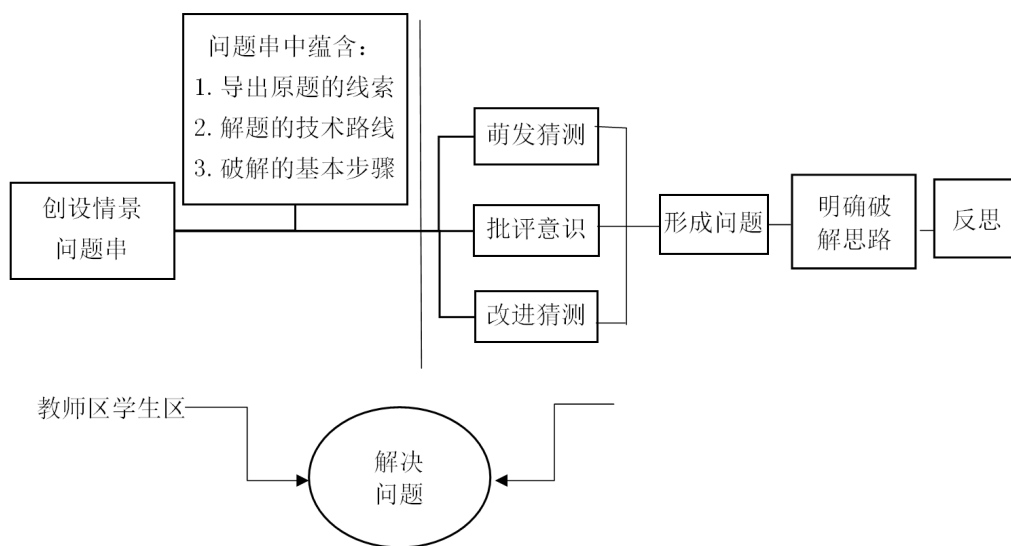 问题串中蕴含：
1. 导出原题的线索
2. 解题的技术路线
3. 破解的基本步骤
创设情景
问题串
萌发猜测
批评意识
改进猜测
形成问题
明确破
解思路
反思
教师区学生区
解决
问题